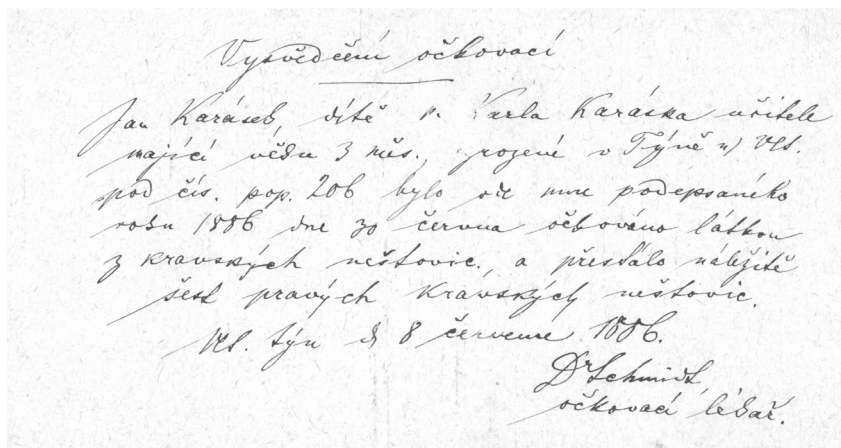 Vysvědčení očkovací
Jan Karásek, dítě p. Karla Karáska učitele
mající věku 3 měs., zrozené v Týně n/ Vlt.
pod čís. pop. 206 bylo ode mne podepsaného
roku 1886 dne 30 června očkováno látkou
z kravských neštovic, a přestálo náležitě
šest pravých kravských neštovic.
Vlt. Týn d 8 července 1886.
Dr Schmidt,
očkovací lékař.